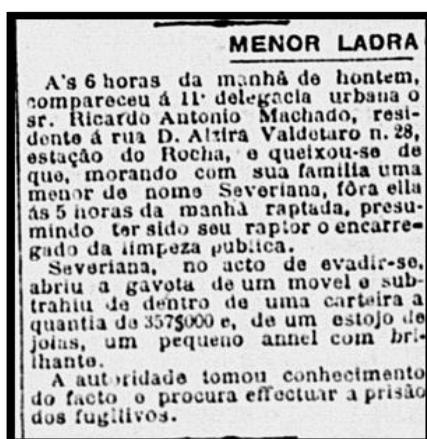 MENOR LADRA
A's 6 horas da manhã de hontem,
compareceu á 11ª delegacia urbana o
sr. Ricardo Antonio Machado, resi-
dente á rua D. Alzira Valdetaro n. 28,
estação do Rocha, e queixou-se de
que, morando com sua familia uma
menor de nome Severiana, fôra ella
ás 5 horas da manhã raptada, presu-
mindo ter sido seu raptor o encarre-
gado da limpeza publica.
Severiana, no acto de evadir-se,
abriu a gaveta de um movel e sub-
trahiu de dentro de uma carteira a
quantia de 357$000 e, de um estojo de
joias, um pequeno annel com bri-
lhante.
A autoridade tomou conhecimento
do facto e procura effectuar a prisão
dos fugitivos.